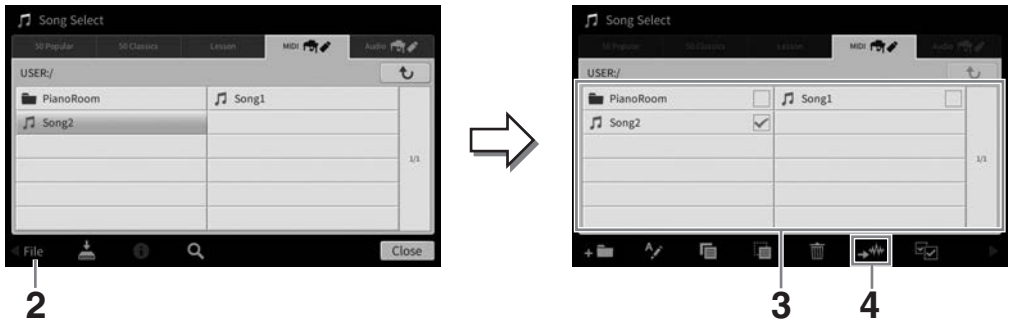 Song Select
50 Popular 50 Classics Lesson MIDI Audio
USER:/
PianoRoom Song1
Song2
1/1
File Close
2
Song Select
50 Popular 50 Classics Lesson MIDI Audio
USER:/
PianoRoom Song1
Song2
1/1
3 4